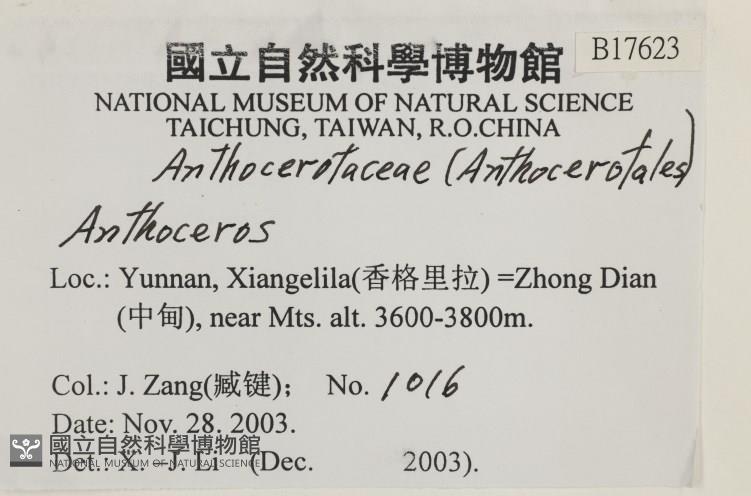 國立自然科學博物館
B17623
NATIONAL MUSEUM OF NATURAL SCIENCE
TAICHUNG, TAIWAN, R.O.CHINA
Anthocerotaceae (Anthocerotales)
Anthoceros
Loc.: Yunnan, Xiangelila(香格里拉) =Zhong Dian
(中甸), near Mts. alt. 3600-3800m.
Col.: J. Zang(臧键); No. 1016
Date: Nov. 28. 2003.
國立自然科學博物館
NATIONAL MUSEUM OF NATURAL SCIENCE
Det.: X. -J. Li (Dec. 2003).